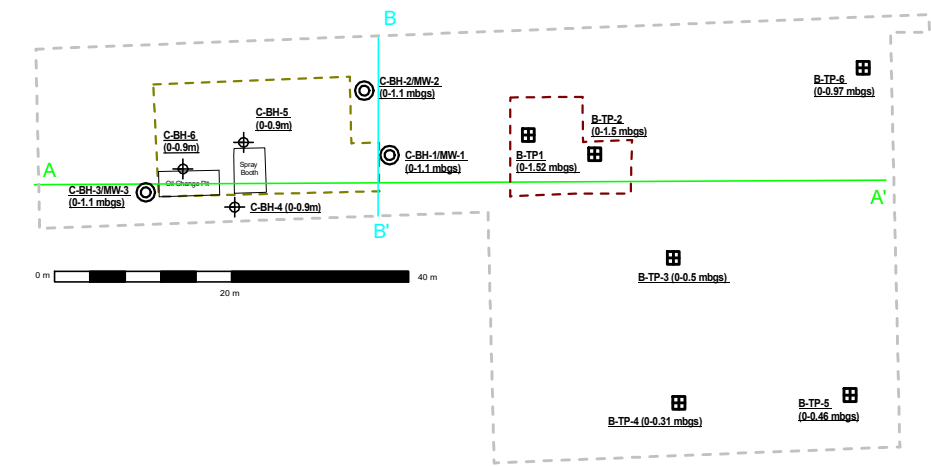 B
C-BH-2/MW-2
(0-1.1 mbgs)
B-TP-6
(0-0.97 mbgs)
C-BH-5
(0-0.9m)
B-TP-2
(0-1.5 mbgs)
C-BH-6
(0-0.9m)
C-BH-1/MW-1
(0-1.1 mbgs)
B-TP1
(0-1.52 mbgs)
Spray
Booth
A
Oil Change Pit
C-BH-3/MW-3
(0-1.1 mbgs)
A'
C-BH-4 (0-0.9m)
B'
0 m
40 m
20 m
B-TP-3 (0-0.5 mbgs)
B-TP-5
(0-0.46 mbgs)
B-TP-4 (0-0.31 mbgs)